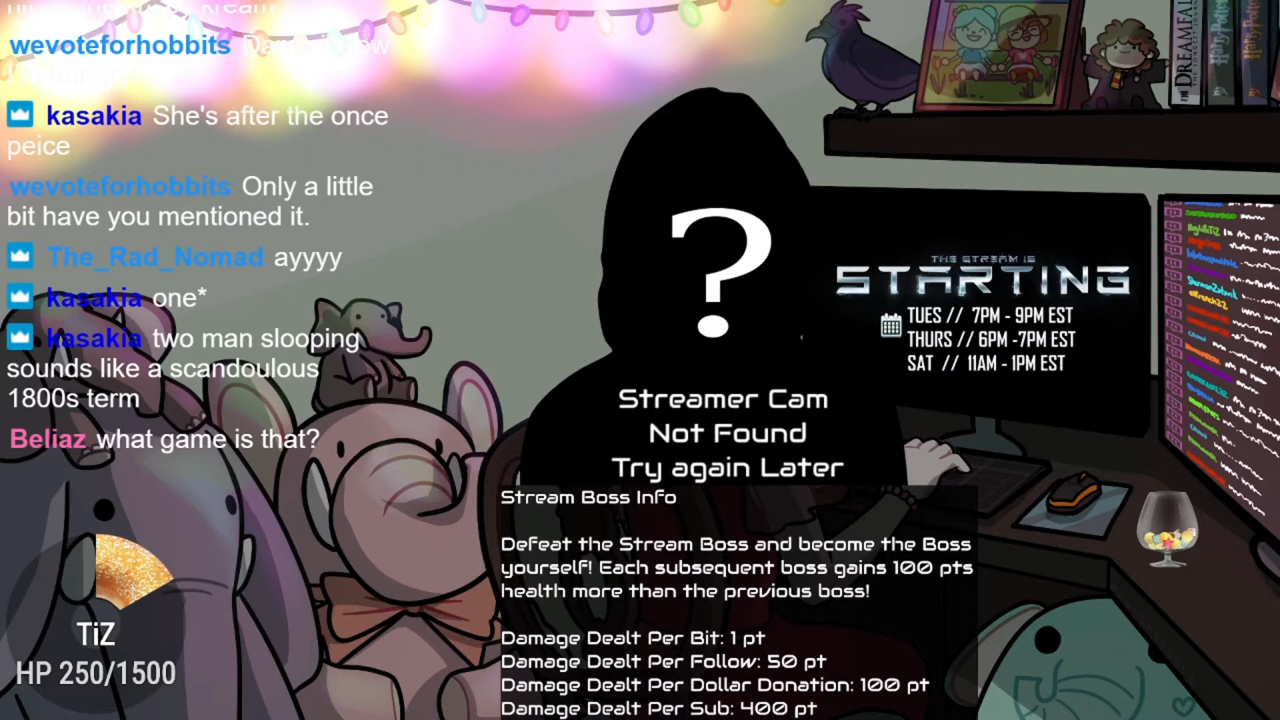 wevoteforhobbits
kasakia She's after the once
peice
wevoteforhobbits Only a little
bit have you mentioned it.
The_Rad_Nomad ayyyy
kasakia one*
kasakia two man slooping
sounds like a scandoulous
1800s term
Beliaz what game is that?
TiZ
HP 250/1500
?
Streamer Cam
Not Found
Try again Later
Stream Boss Info
Defeat the Stream Boss and become the Boss
yourself! Each subsequent boss gains 100 pts
health more than the previous boss!
Damage Dealt Per Bit: 1 pt
Damage Dealt Per Follow: 50 pt
Damage Dealt Per Dollar Donation: 100 pt
Damage Dealt Per Sub: 400 pt
THE STREAM IS
STARTING
TUES // 7PM - 9PM EST
THURS // 6PM -7PM EST
SAT // 11AM - 1PM EST
DREAMFALL
Harry Potter
Harry Potter